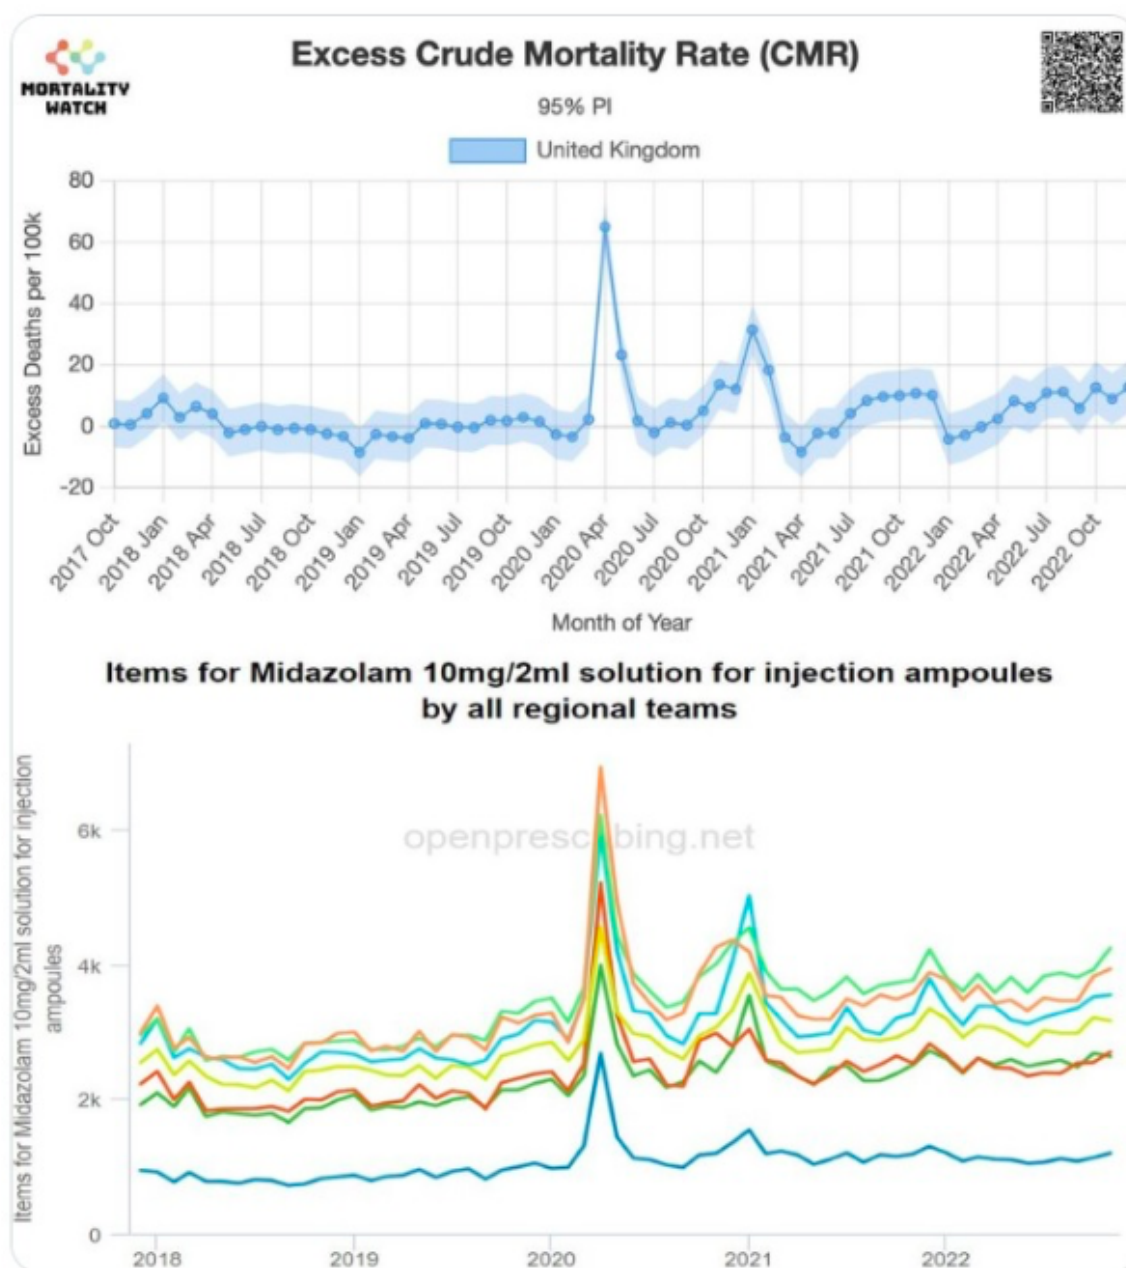 MORTALITY
WATCH
Excess Crude Mortality Rate (CMR)
95% PI
United Kingdom
Excess Deaths per 100k
80
60
40
20
0
-20
2017 Oct
2018 Jan
2018 Apr
2018 Jul
2018 Oct
2019 Jan
2019 Apr
2019 Jul
2019 Oct
2020 Jan
2020 Apr
2020 Jul
2020 Oct
2021 Jan
2021 Apr
2021 Jul
2021 Oct
2022 Jan
2022 Apr
2022 Jul
2022 Oct
Month of Year
Items for Midazolam 10mg/2ml solution for injection ampoules
by all regional teams
Items for Midazolam 10mg/2ml solution for injection
ampoules
openprescribing.net
6k
4k
2k
0
2018
2019
2020
2021
2022